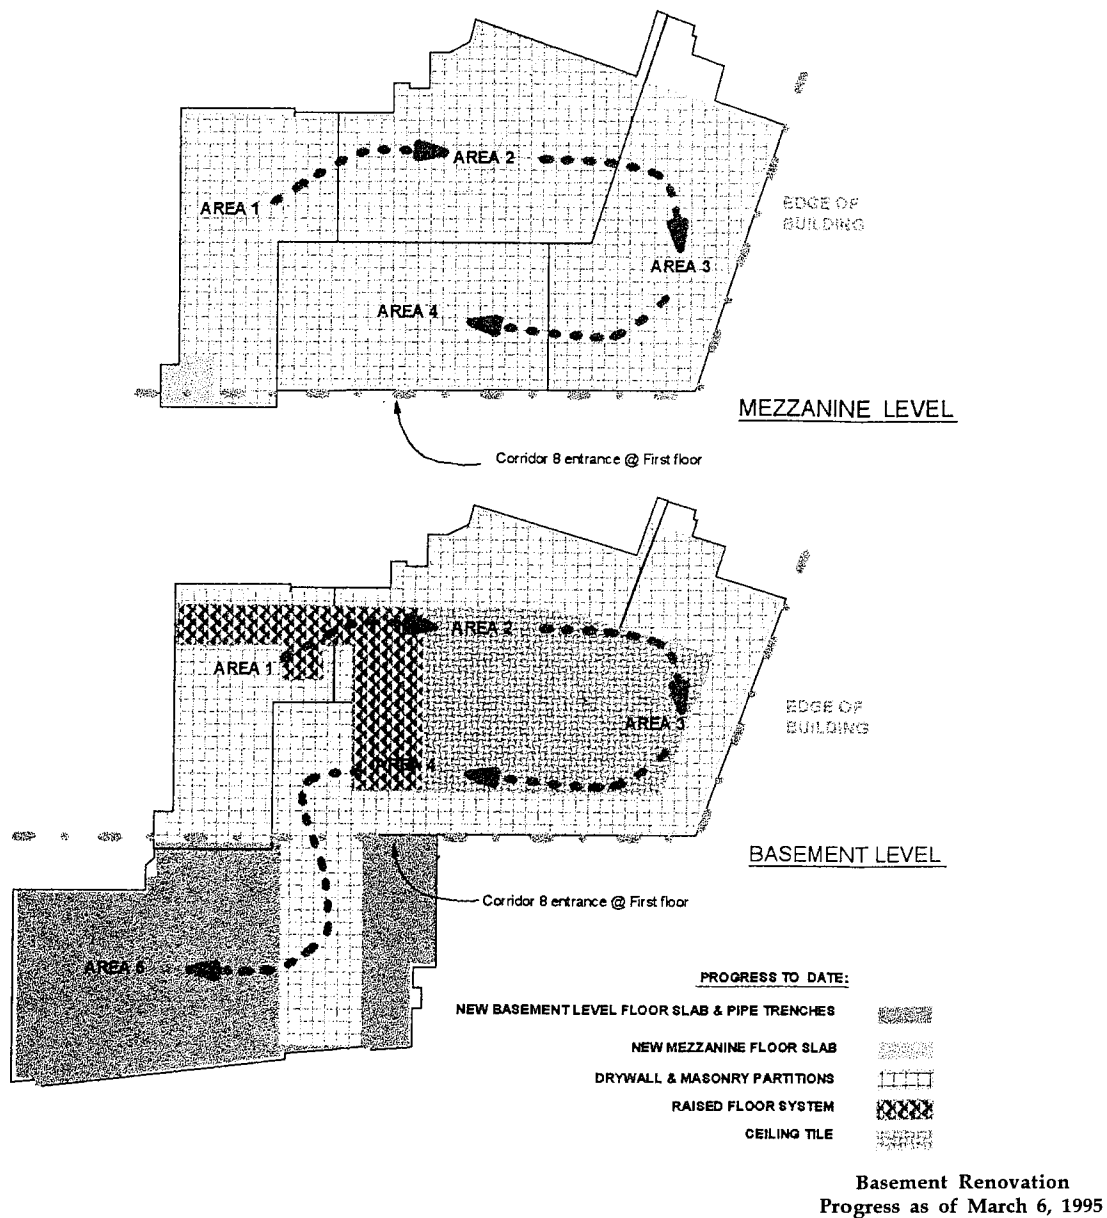 AREA 1
AREA 2
EDGE OF
BUILDING
AREA 3
AREA 4
MEZZANINE LEVEL
Corridor 8 entrance @ First floor
AREA 1
AREA 2
AREA 3
EDGE OF
BUILDING
AREA 4
BASEMENT LEVEL
Corridor 8 entrance @ First floor
AREA 5
PROGRESS TO DATE:
NEW BASEMENT LEVEL FLOOR SLAB & PIPE TRENCHES
NEW MEZZANINE FLOOR SLAB
DRYWALL & MASONRY PARTITIONS
RAISED FLOOR SYSTEM
CEILING TILE
Basement Renovation
Progress as of March 6, 1995